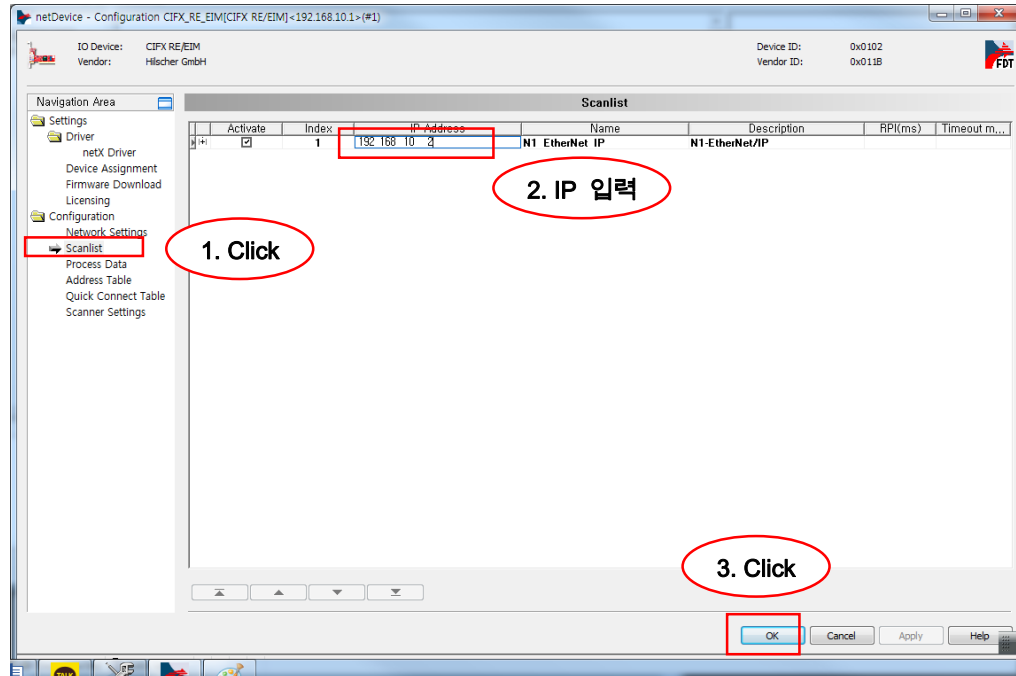 netDevice - Configuration CIFX_RE_EIM[CIFX RE/EIM]<192.168.10.1>(#1)
IO Device: CIFX RE/EIM Device ID: 0x0102
Vendor: Hilscher GmbH Vendor ID: 0x011B
FDT
Navigation Area
Scanlist
Settings
Driver
netX Driver
Device Assignment
Firmware Download
Licensing
Configuration
Network Settings
Scanlist
Process Data
Address Table
Quick Connect Table
Scanner Settings
Activate Index IP Address Name Description RPI(ms) Timeout m...
1 192 168 10 2 N1 EtherNet IP N1-EtherNet/IP
2. IP 입력
1. Click
3. Click
OK Cancel Apply Help
TALK